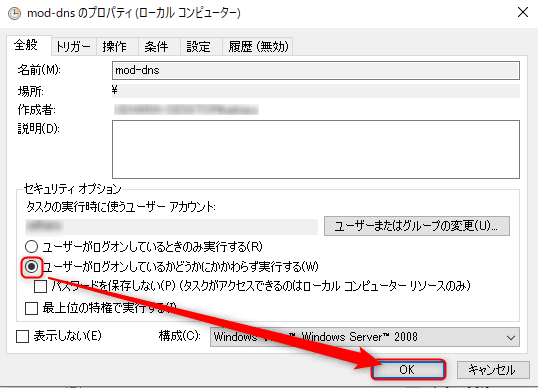 mod-dns のプロパティ (ローカル コンピューター)
全般 トリガー 操作 条件 設定 履歴 (無効)
名前(M): mod-dns
場所: ¥
作成者:
説明(D):
セキュリティ オプション
タスクの実行時に使うユーザー アカウント:
ユーザーまたはグループの変更(U)...
ユーザーがログオンしているときのみ実行する(R)
ユーザーがログオンしているかどうかにかかわらず実行する(W)
パスワードを保存しない(P) (タスクがアクセスできるのはローカル コンピューター リソースのみ)
最上位の特権で実行する(I)
表示しない(E) 構成(C): Windows Vista™, Windows Server™ 2008
OK キャンセル